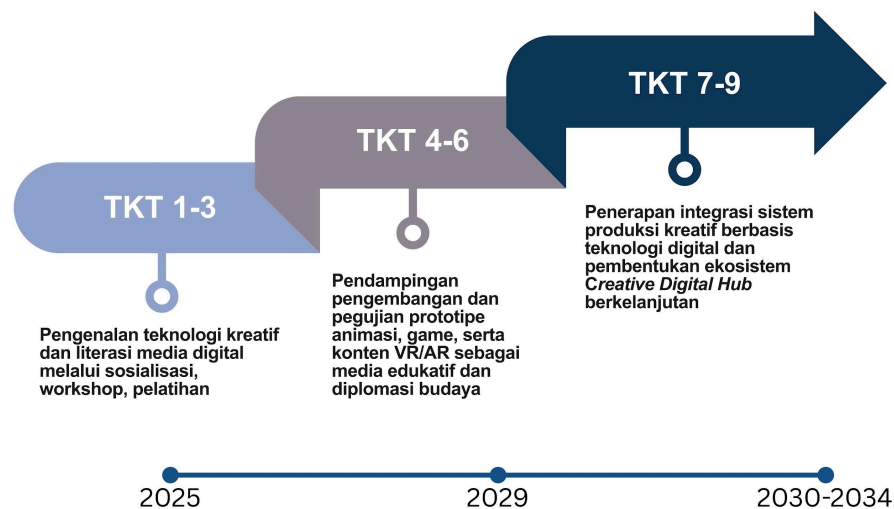 TKT 1-3
Pengenalan teknologi kreatif
dan literasi media digital
melalui sosialisasi,
workshop, pelatihan
TKT 4-6
Pendampingan
pengembangan dan
pegujian prototipe
animasi, game, serta
konten VR/AR sebagai
media edukatif dan
diplomasi budaya
TKT 7-9
Penerapan integrasi sistem
produksi kreatif berbasis
teknologi digital dan
pembentukan ekosistem
Creative Digital Hub
berkelanjutan
2025
2029
2030-2034